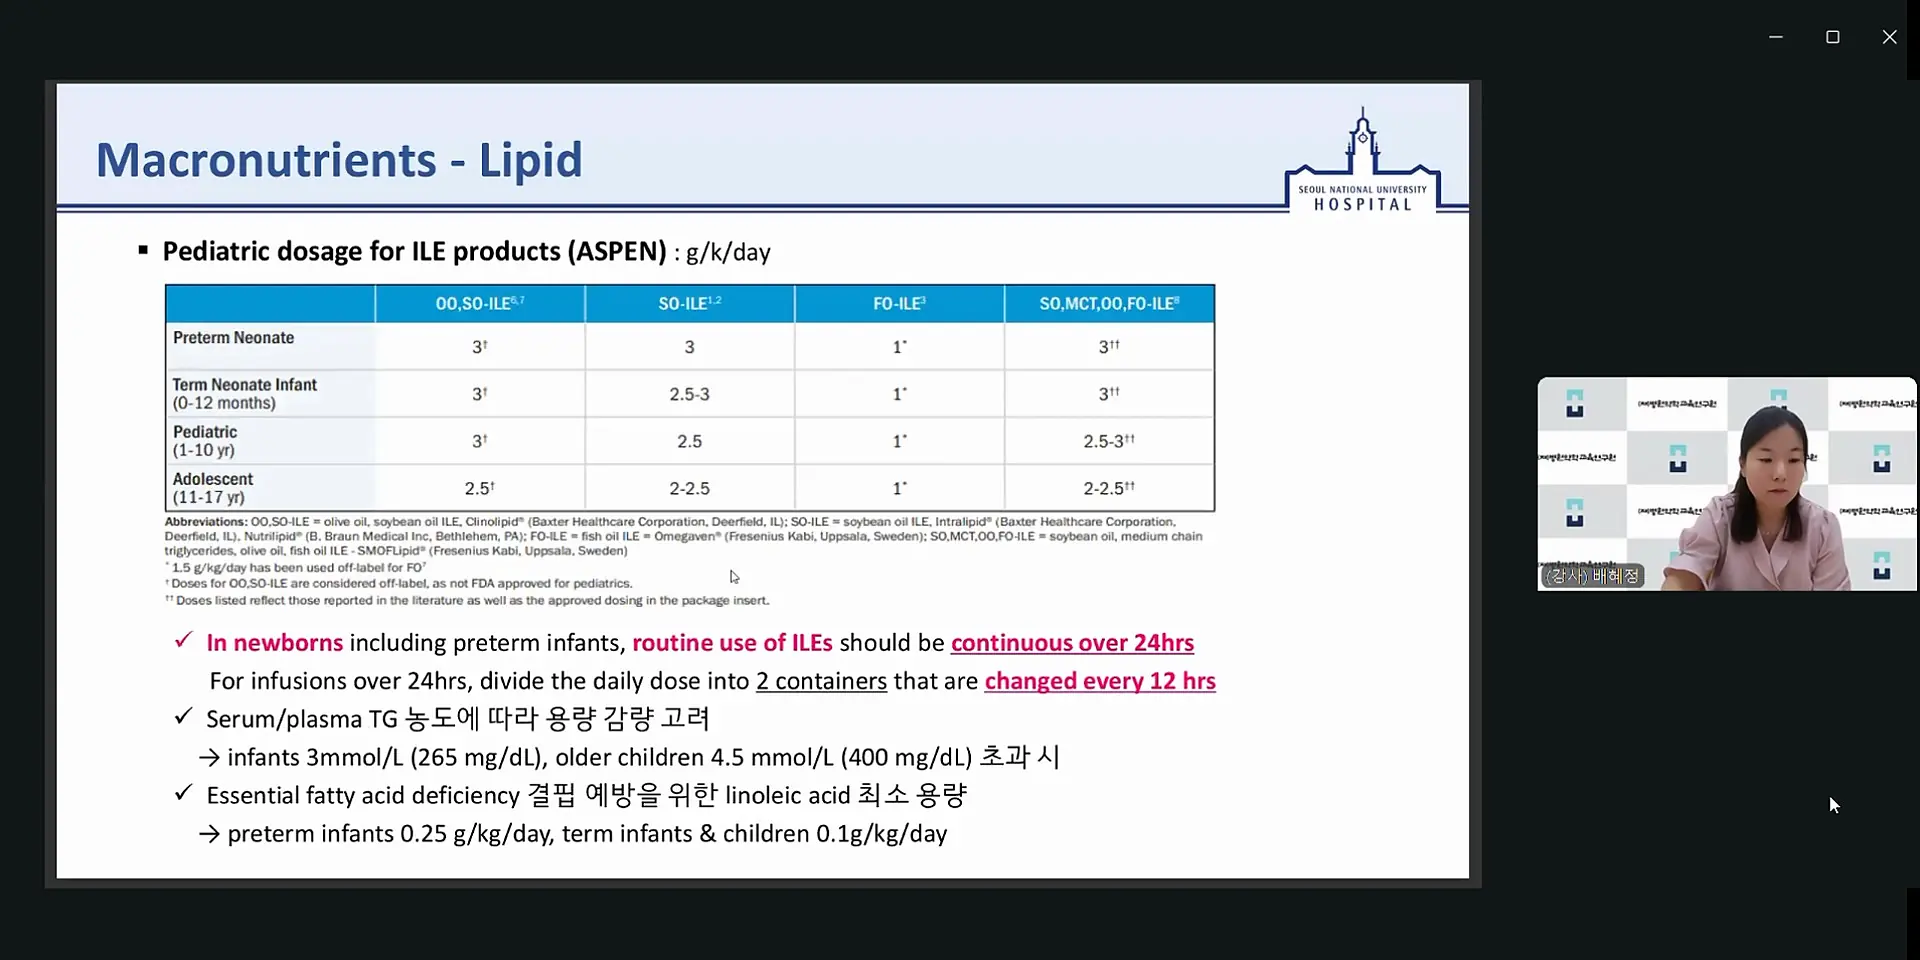 Macronutrients - Lipid
SEOUL NATIONAL UNIVERSITY
HOSPITAL
▪ Pediatric dosage for ILE products (ASPEN) : g/k/day
OO,SO-ILE6,7 SO-ILE1,2 FO-ILE3 SO,MCT,OO,FO-ILE8
Preterm Neonate 3† 3 1* 3††
Term Neonate Infant
(0-12 months) 3† 2.5-3 1* 3††
Pediatric
(1-10 yr) 3† 2.5 1* 2.5-3††
Adolescent
(11-17 yr) 2.5† 2-2.5 1* 2-2.5††
Abbreviations: OO,SO-ILE = olive oil, soybean oil ILE, Clinolipid® (Baxter Healthcare Corporation, Deerfield, IL); SO-ILE = soybean oil ILE, Intralipid® (Baxter Healthcare Corporation,
Deerfield, IL), Nutrilipid® (B. Braun Medical Inc, Bethlehem, PA); FO-ILE = fish oil ILE = Omegaven® (Fresenius Kabi, Uppsala, Sweden); SO,MCT,OO,FO-ILE = soybean oil, medium chain
triglycerides, olive oil, fish oil ILE - SMOFLipid® (Fresenius Kabi, Uppsala, Sweden)
* 1.5 g/kg/day has been used off-label for FO7
† Doses for OO,SO-ILE are considered off-label, as not FDA approved for pediatrics.
†† Doses listed reflect those reported in the literature as well as the approved dosing in the package insert.
✓ In newborns including preterm infants, routine use of ILEs should be continuous over 24hrs
For infusions over 24hrs, divide the daily dose into 2 containers that are changed every 12 hrs
✓ Serum/plasma TG 농도에 따라 용량 감량 고려
→ infants 3mmol/L (265 mg/dL), older children 4.5 mmol/L (400 mg/dL) 초과 시
✓ Essential fatty acid deficiency 결핍 예방을 위한 linoleic acid 최소 용량
→ preterm infants 0.25 g/kg/day, term infants & children 0.1g/kg/day
(재)병원약학교육연구원
(강사) 배혜정